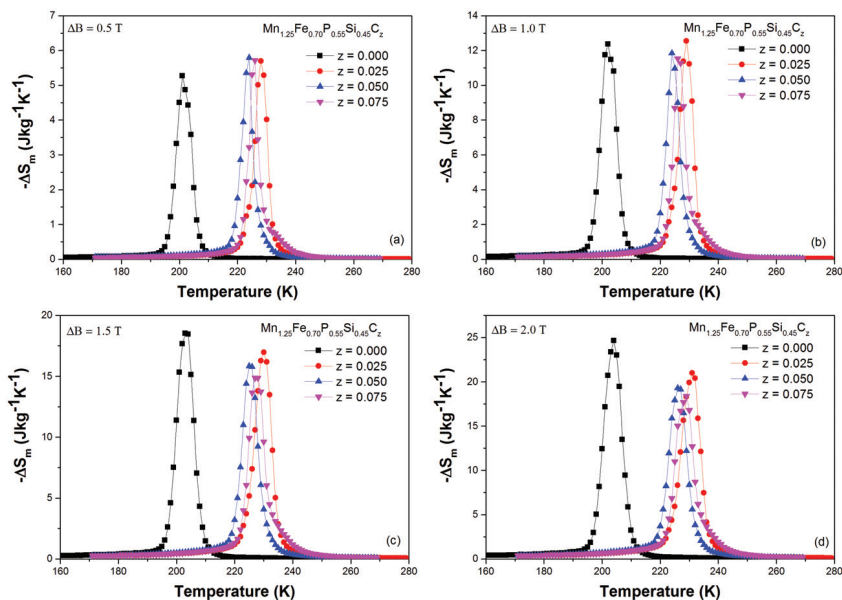 ΔB = 0.5 T
Mn1.25Fe0.70P0.55Si0.45Cz
z = 0.000
z = 0.025
z = 0.050
z = 0.075
-ΔSm (Jkg-1K-1)
7
6
5
4
3
2
1
0
(a)
160 180 200 220 240 260 280
Temperature (K)
ΔB = 1.0 T
Mn1.25Fe0.70P0.55Si0.45Cz
z = 0.000
z = 0.025
z = 0.050
z = 0.075
-ΔSm (Jkg-1K-1)
14
12
10
8
6
4
2
0
(b)
160 180 200 220 240 260 280
Temperature (K)
ΔB = 1.5 T
Mn1.25Fe0.70P0.55Si0.45Cz
z = 0.000
z = 0.025
z = 0.050
z = 0.075
-ΔSm (Jkg-1K-1)
20
15
10
5
0
(c)
160 180 200 220 240 260 280
Temperature (K)
ΔB = 2.0 T
Mn1.25Fe0.70P0.55Si0.45Cz
z = 0.000
z = 0.025
z = 0.050
z = 0.075
-ΔSm (Jkg-1K-1)
25
20
15
10
5
0
(d)
160 180 200 220 240 260 280
Temperature (K)